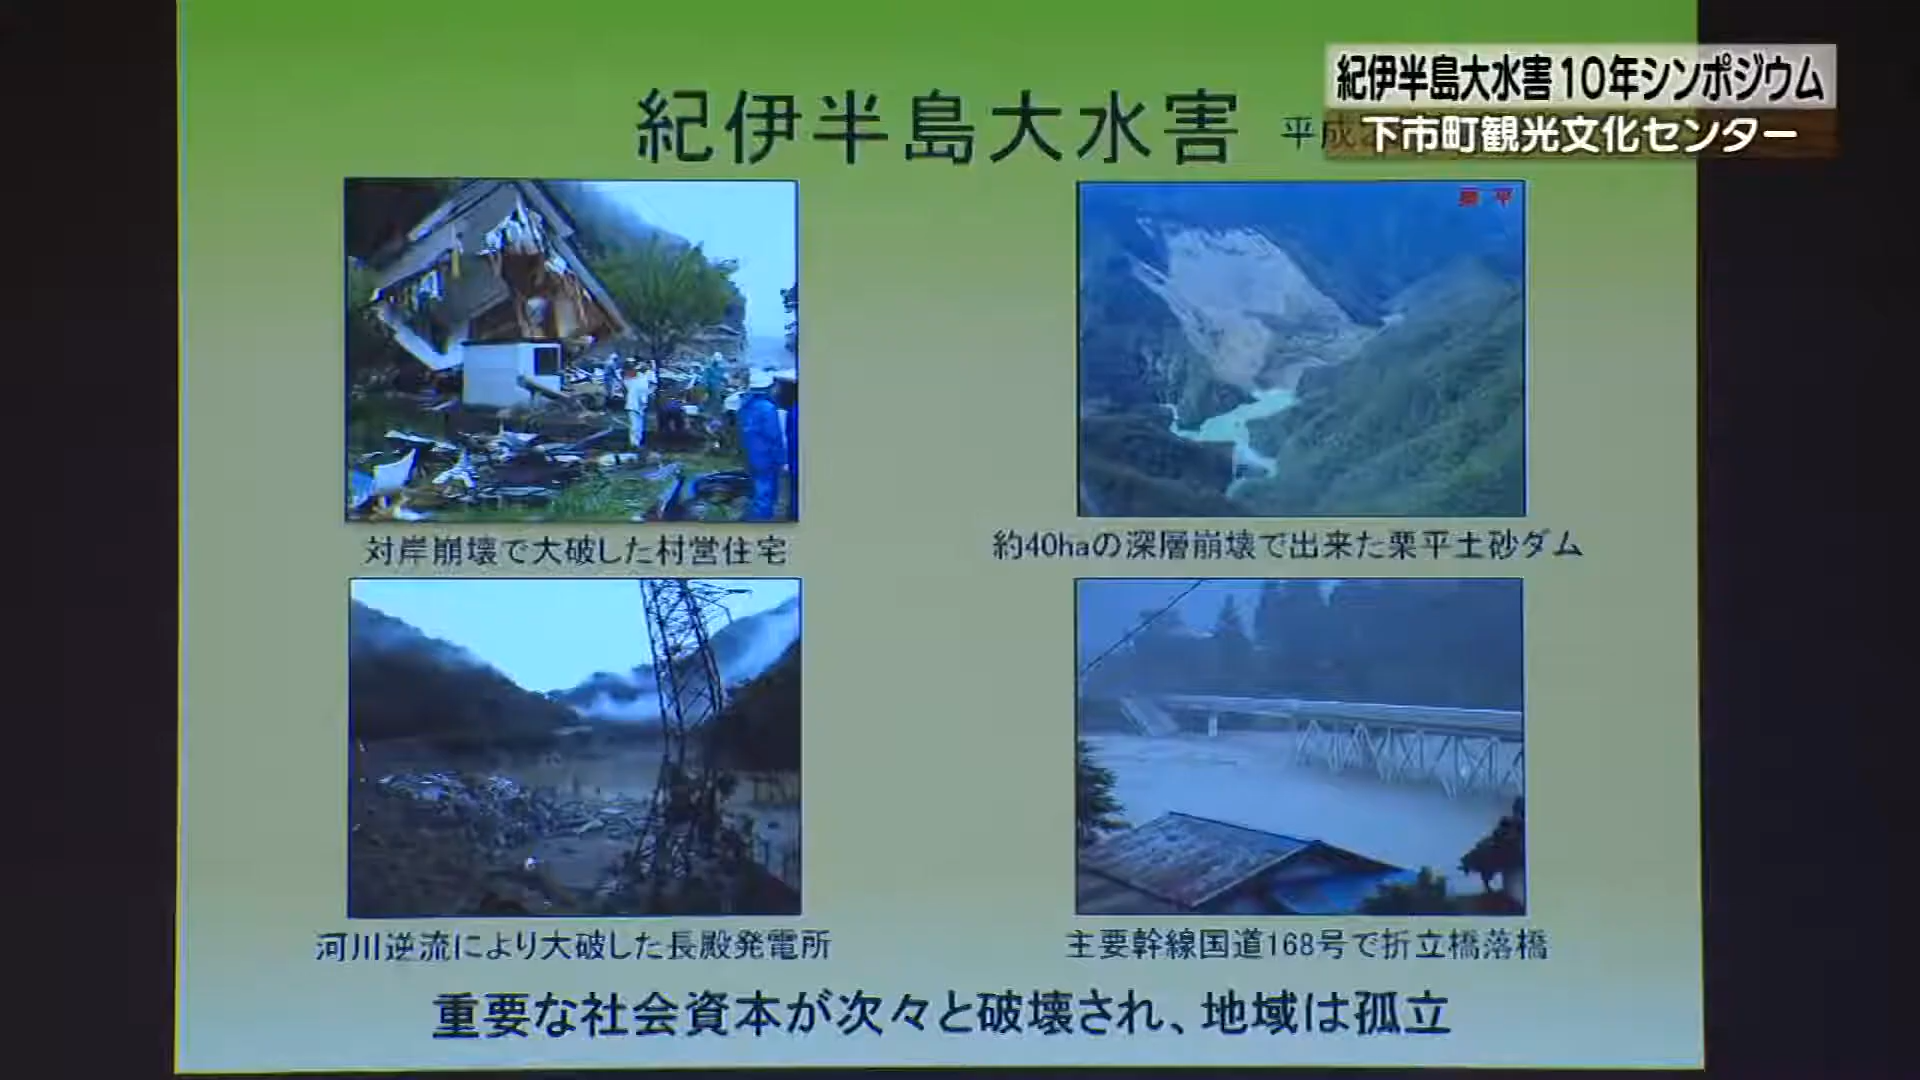 紀伊半島大水害10年シンポジウム
下市町観光文化センター
紀伊半島大水害 平成
栗平
対岸崩壊で大破した村営住宅
約40haの深層崩壊で出来た栗平土砂ダム
河川逆流により大破した長殿発電所
主要幹線国道168号で折立橋落橋
重要な社会資本が次々と破壊され、地域は孤立